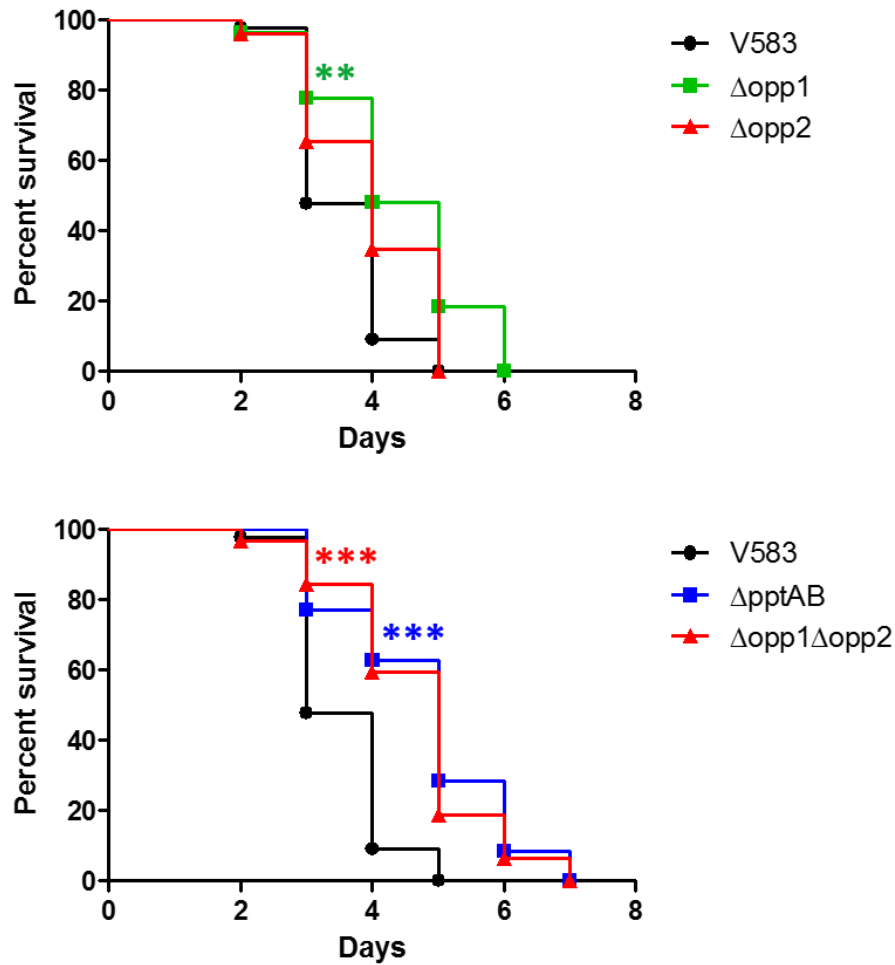 100
80
60
40
20
0
Percent survival
**
0 2 4 6 8
Days
V583
Δopp1
Δopp2
100
80
60
40
20
0
Percent survival
***
***
0 2 4 6 8
Days
V583
ΔpptAB
Δopp1Δopp2